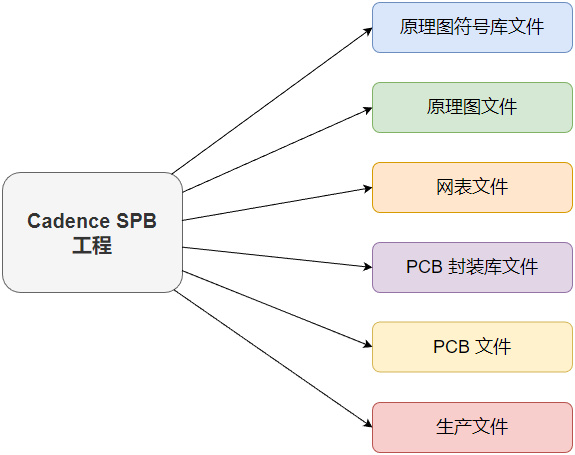 Cadence SPB
工程
原理图符号库文件
原理图文件
网表文件
PCB 封装库文件
PCB 文件
生产文件